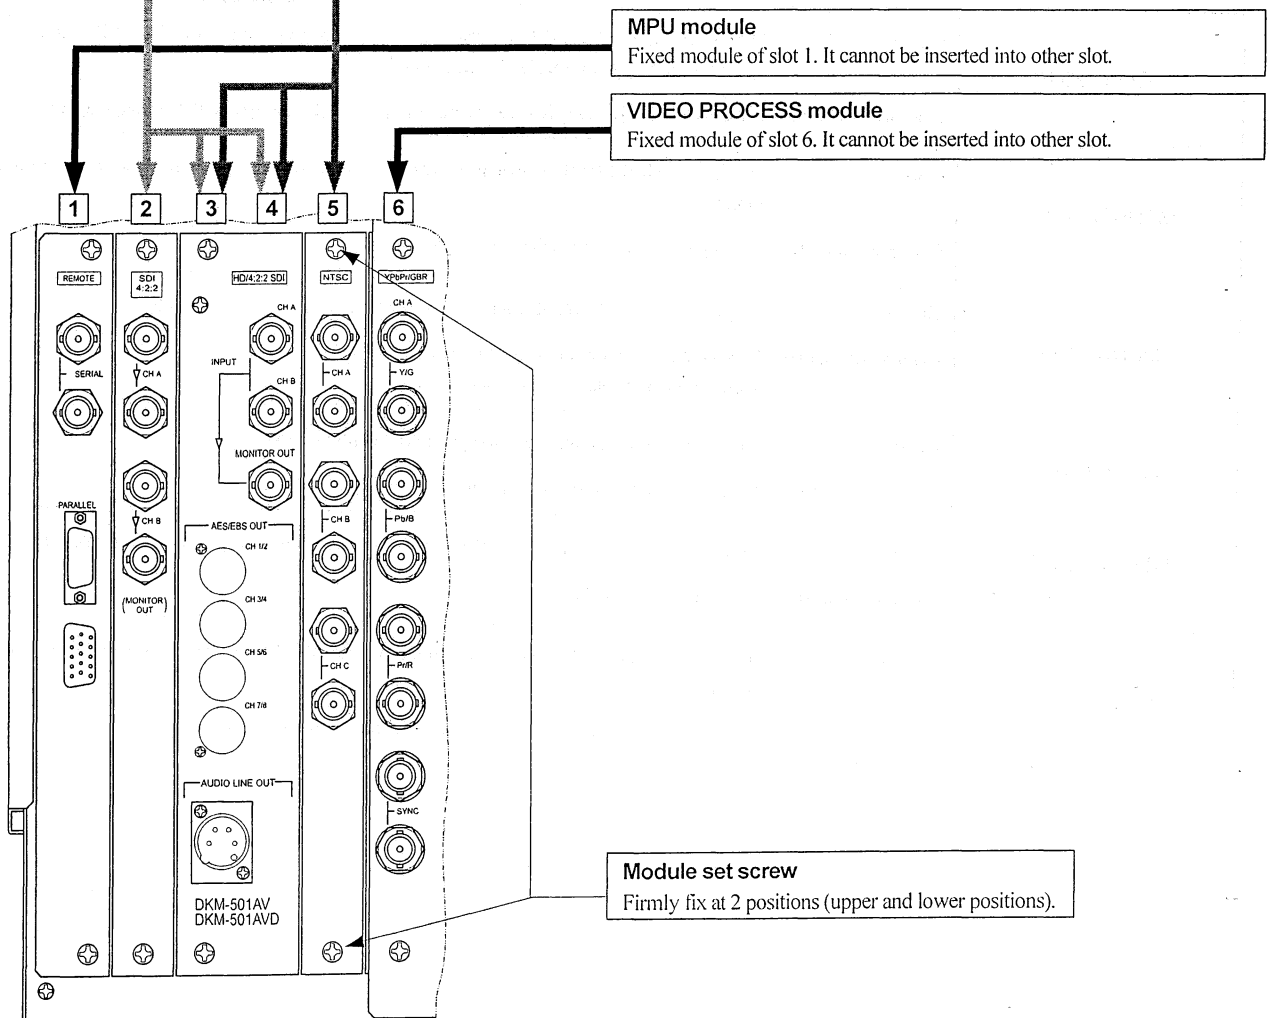 MPU module
Fixed module of slot 1. It cannot be inserted into other slot.
VIDEO PROCESS module
Fixed module of slot 6. It cannot be inserted into other slot.
1 2 3 4 5 6
REMOTE
SERIAL
PARALLEL
SDI
4:2:2
CH A
CH B
(MONITOR
OUT)
HD/4:2:2 SDI
CH A
INPUT
CH B
MONITOR OUT
AES/EBS OUT
CH 1/2
CH 3/4
CH 5/6
CH 7/8
AUDIO LINE OUT
DKM-501AV
DKM-501AVD
NTSC
CH A
CH B
CH C
YPbPr/GBR
CH A
Y/G
Pb/B
Pr/R
SYNC
Module set screw
Firmly fix at 2 positions (upper and lower positions).